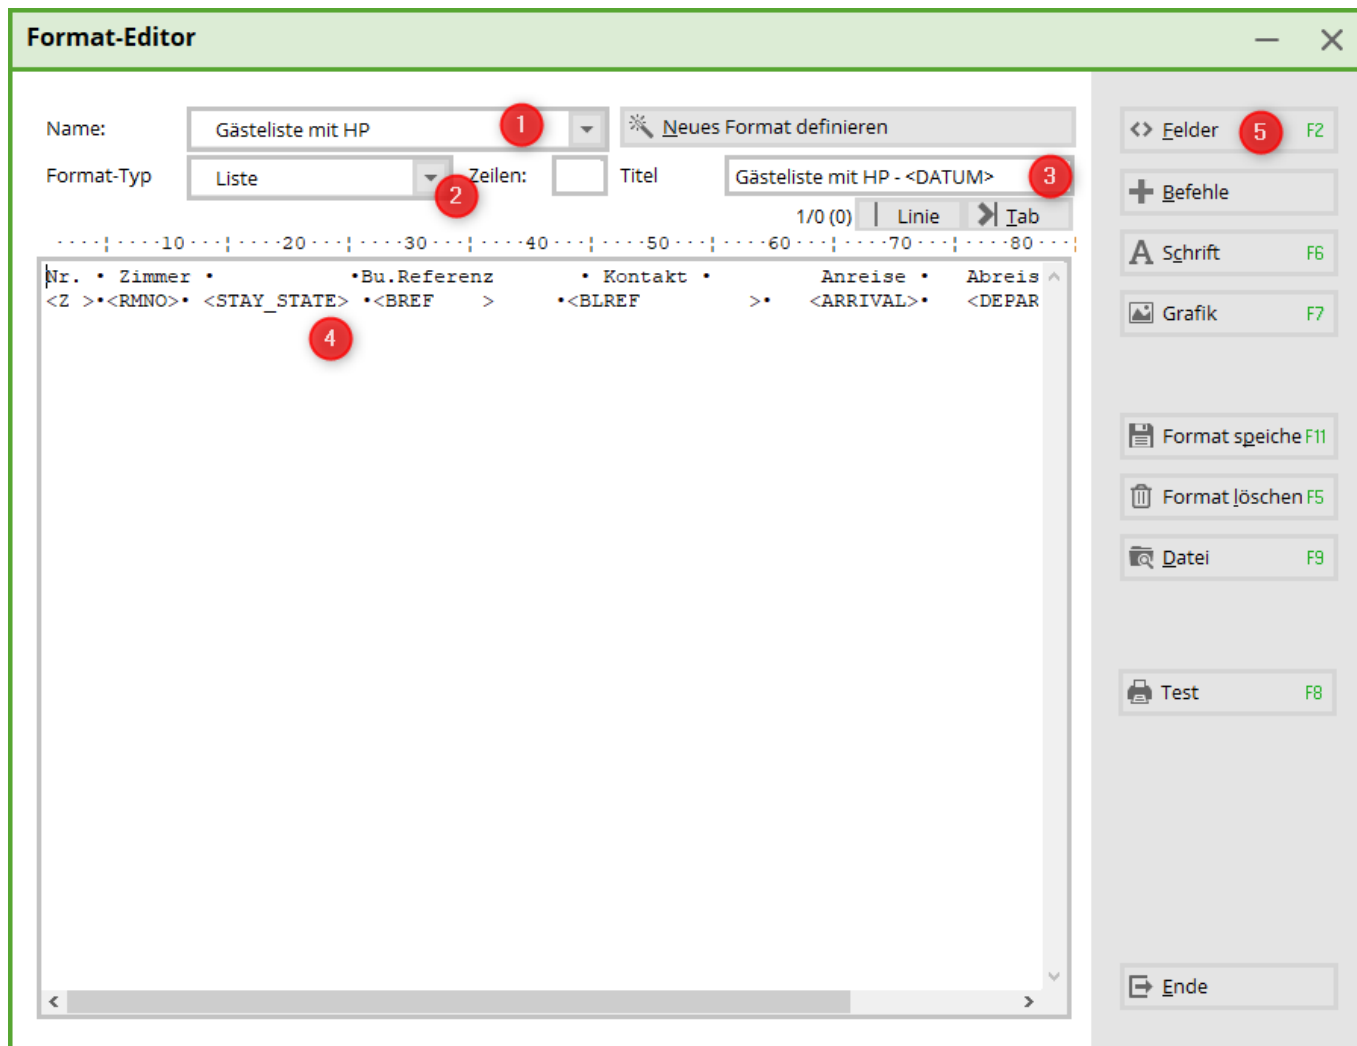 Format-Editor
Name: Gästeliste mit HP 1 Neues Format definieren
Format-Typ Liste 2 Zeilen: Titel Gästeliste mit HP - <DATUM> 3
1/0 (0) Linie Tab
····¦····10···¦····20···¦····30···¦····40···¦····50···¦····60···¦····70···¦····80···¦
Nr. • Zimmer • •Bu.Referenz • Kontakt • Anreise • Abreis
<Z >•<RMNO>• <STAY_STATE> •<BREF > •<BLREF >• <ARRIVAL>• <DEPAR
4
Felder 5 F2
Befehle
Schrift F6
Grafik F7
Format speiche F11
Format löschen F5
Datei F9
Test F8
Ende